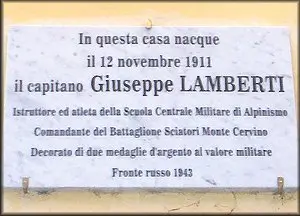 In questa casa nacque
il 12 novembre 1911
il capitano Giuseppe LAMBERTI
Istruttore ed atleta della Scuola Centrale Militare di Alpinismo
Comandante del Battaglione Sciatori Monte Cervino
Decorato di due medaglie d'argento al valore militare
Fronte russo 1943